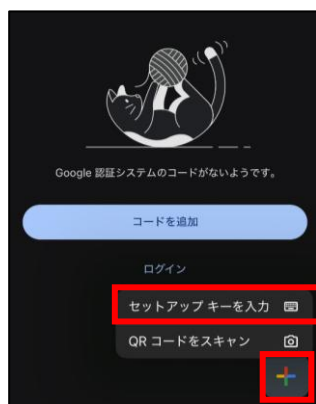 Google 認証システムのコードがないようです。
コードを追加
ログイン
セットアップ キーを入力
QR コードをスキャン